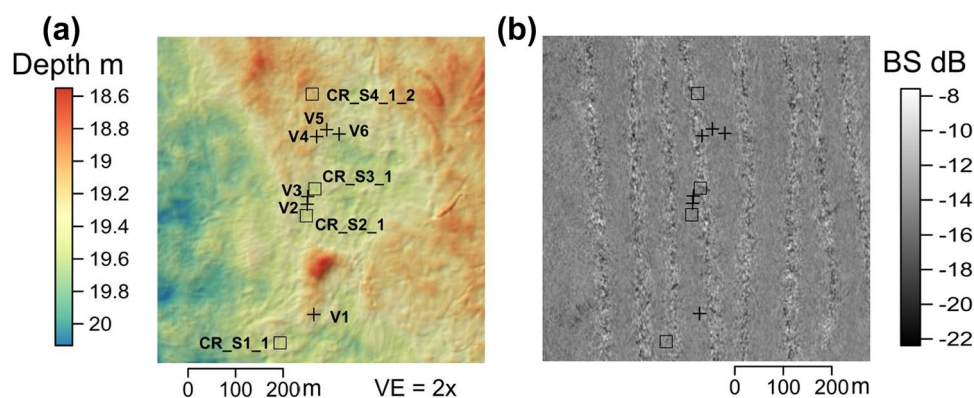 (a)
Depth m
18.6
18.8
19
19.2
19.4
19.6
19.8
20
CR_S4_1_2
V5
V4
V6
CR_S3_1
V3
V2
CR_S2_1
V1
CR_S1_1
0 100 200m
VE = 2x
(b)
BS dB
-8
-10
-12
-14
-16
-18
-20
-22
0 100 200m